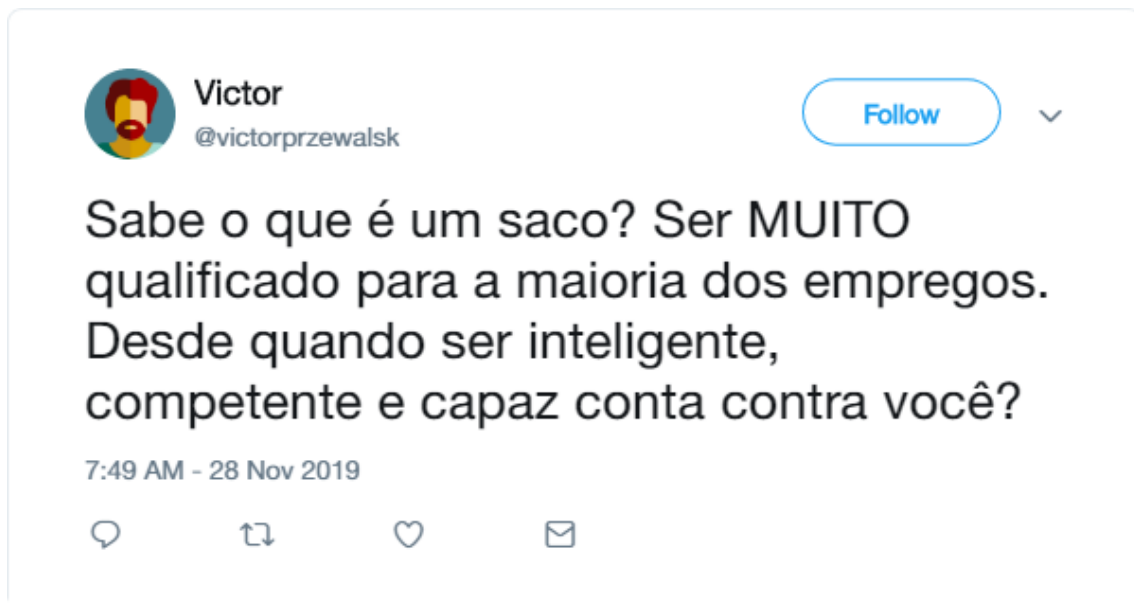 Victor
@victorprzewalsk
Follow
Sabe o que é um saco? Ser MUITO
qualificado para a maioria dos empregos.
Desde quando ser inteligente,
competente e capaz conta contra você?
7:49 AM - 28 Nov 2019